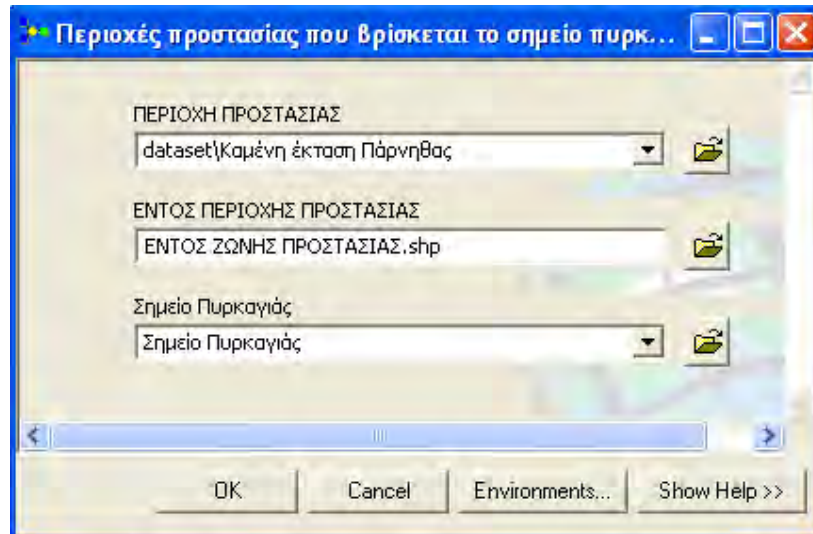 Περιοχές προστασίας που βρίσκεται το σημείο πυρκ...
ΠΕΡΙΟΧΗ ΠΡΟΣΤΑΣΙΑΣ
dataset\Καμένη έκταση Πάρνηθας
ΕΝΤΟΣ ΠΕΡΙΟΧΗΣ ΠΡΟΣΤΑΣΙΑΣ
ΕΝΤΟΣ ΖΩΝΗΣ ΠΡΟΣΤΑΣΙΑΣ.shp
Σημείο Πυρκαγιάς
Σημείο Πυρκαγιάς
OK Cancel Environments... Show Help >>